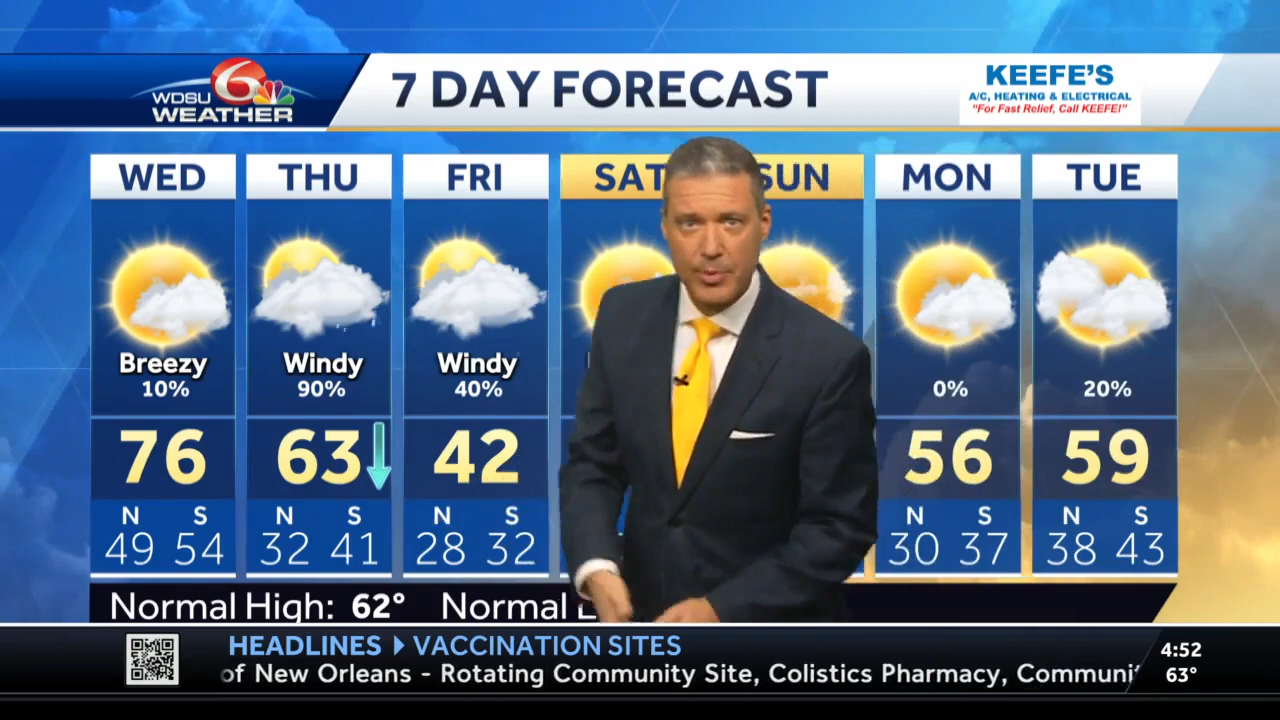 WDSU 6
WEATHER
7 DAY FORECAST
KEEFE'S
A/C, HEATING & ELECTRICAL
"For Fast Relief, Call KEEFE!"
WED THU FRI SAT SUN MON TUE
Breezy Windy Windy
10% 90% 40% 0% 20%
76 63 42 56 59
N S N S N S N S N S
49 54 32 41 28 32 30 37 38 43
Normal High: 62° Normal
HEADLINES VACCINATION SITES
4:52
of New Orleans - Rotating Community Site, Colistics Pharmacy, Communi
63°